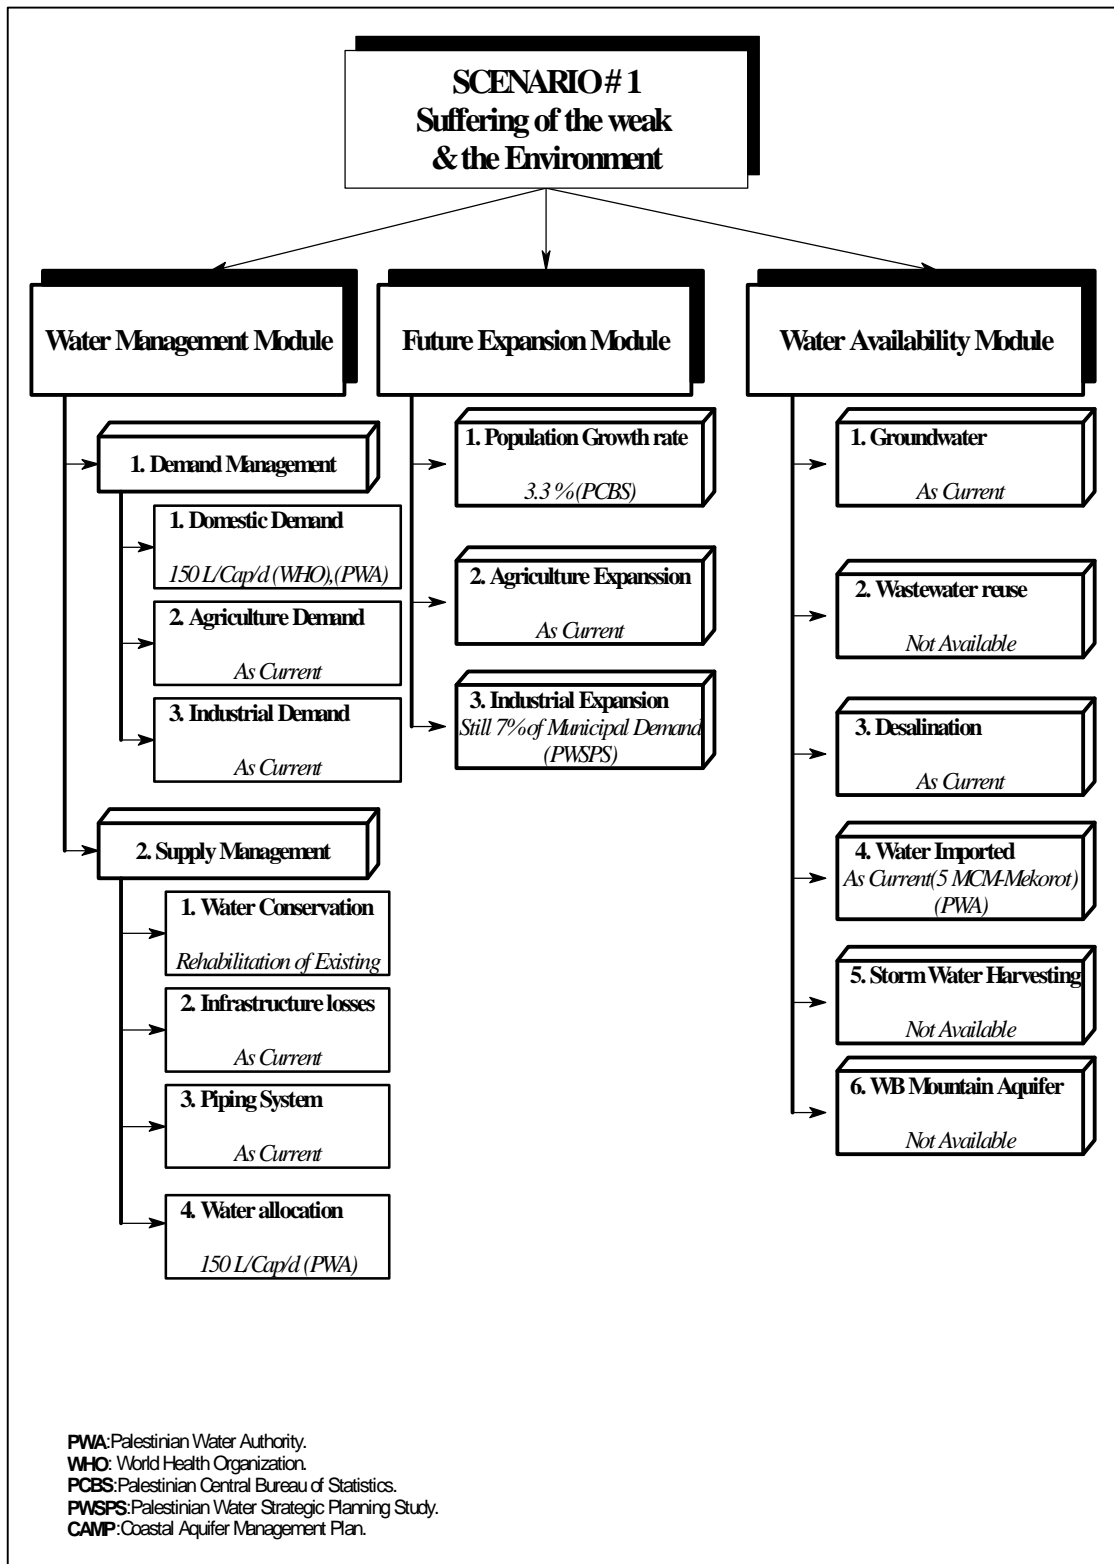 SCENARIO # 1
Suffering of the weak
& the Environment
Water Management Module
1. Demand Management
1. Domestic Demand
150 L/Cap/d (WHO),(PWA)
2. Agriculture Demand
As Current
3. Industrial Demand
As Current
2. Supply Management
1. Water Conservation
Rehabilitation of Existing
2. Infrastructure losses
As Current
3. Piping System
As Current
4. Water allocation
150 L/Cap/d (PWA)
Future Expansion Module
1. Population Growth rate
3.3 % (PCBS)
2. Agriculture Expanssion
As Current
3. Industrial Expansion
Still 7% of Municipal Demand
(PWSPS)
Water Availability Module
1. Groundwater
As Current
2. Wastewater reuse
Not Available
3. Desalination
As Current
4. Water Imported
As Current(5 MCM-Mekorot)
(PWA)
5. Storm Water Harvesting
Not Available
6. WB Mountain Aquifer
Not Available
PWA:Palestinian Water Authority.
WHO: World Health Organization.
PCBS:Palestinian Central Bureau of Statistics.
PWSPS:Palestinian Water Strategic Planning Study.
CAMP:Coastal Aquifer Management Plan.